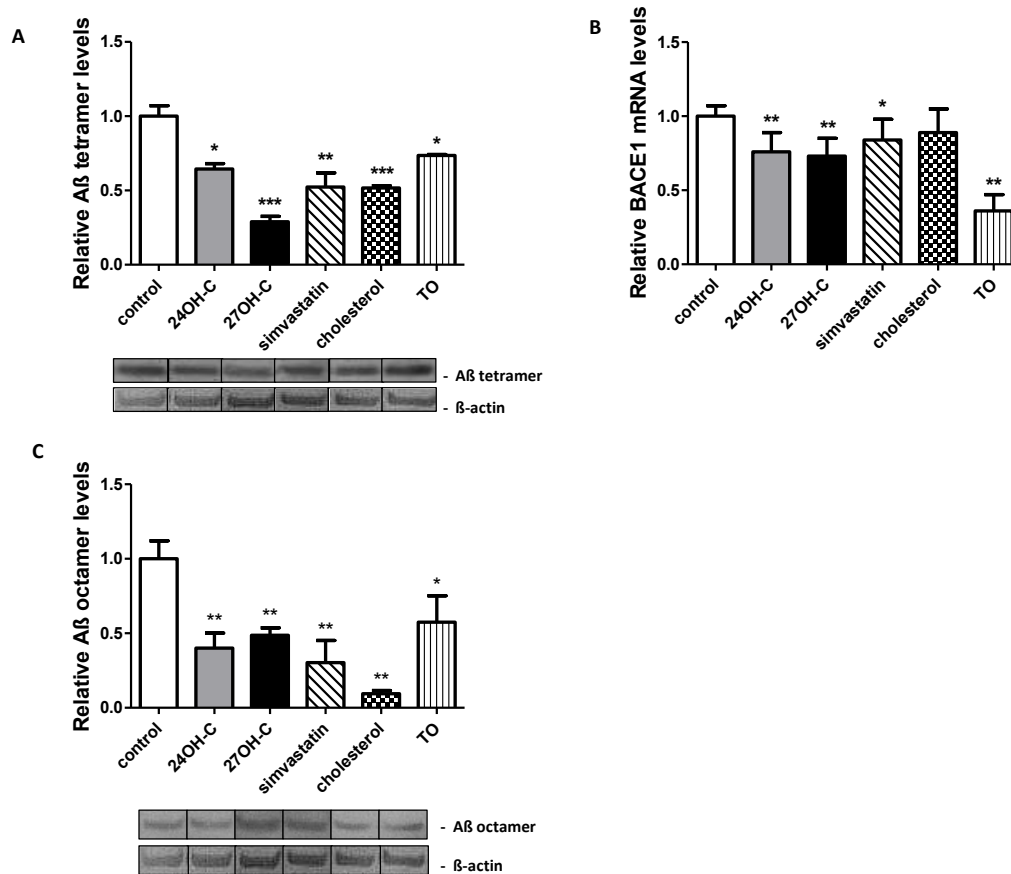 A
Relative Aß tetramer levels
1.5
1.0
0.5
0.0
*
***
**
***
*
control
24OH-C
27OH-C
simvastatin
cholesterol
TO
- Aß tetramer
- ß-actin
B
Relative BACE1 mRNA levels
1.5
1.0
0.5
0.0
**
**
*
**
control
24OH-C
27OH-C
simvastatin
cholesterol
TO
C
Relative Aß octamer levels
1.5
1.0
0.5
0.0
**
**
**
**
*
control
24OH-C
27OH-C
simvastatin
cholesterol
TO
- Aß octamer
- ß-actin